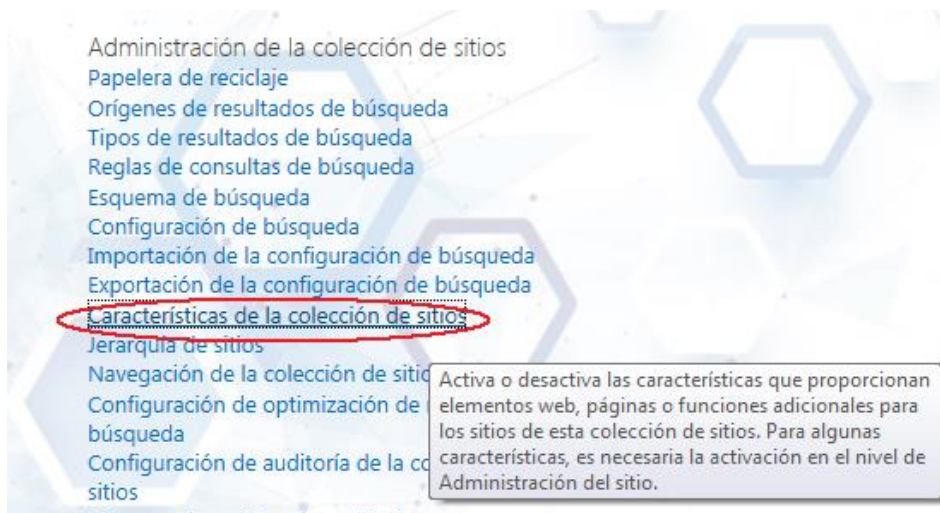 Administración de la colección de sitios
Papelera de reciclaje
Orígenes de resultados de búsqueda
Tipos de resultados de búsqueda
Reglas de consultas de búsqueda
Esquema de búsqueda
Configuración de búsqueda
Importación de la configuración de búsqueda
Exportación de la configuración de búsqueda
Características de la colección de sitios
Jerarquía de sitios
Navegación de la colección de sitio
Configuración de optimización de
búsqueda
Configuración de auditoría de la co
sitios
Activa o desactiva las características que proporcionan
elementos web, páginas o funciones adicionales para
los sitios de esta colección de sitios. Para algunas
características, es necesaria la activación en el nivel de
Administración del sitio.